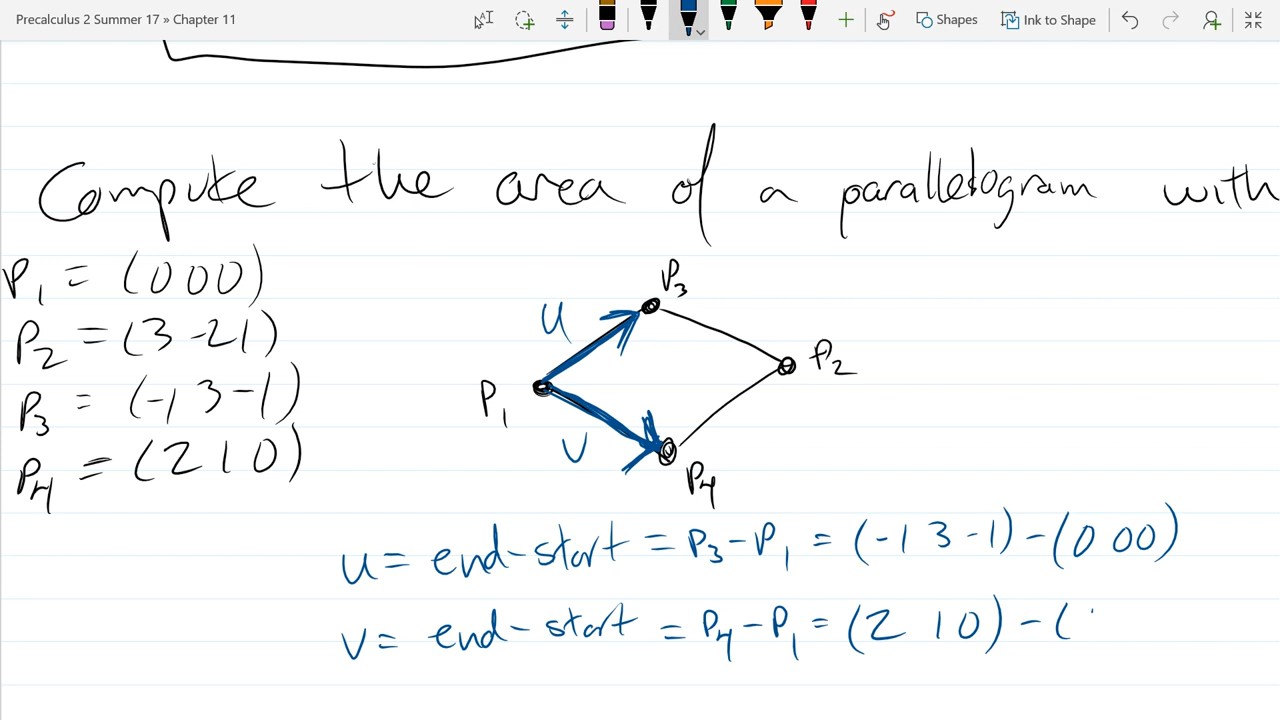 Precalculus 2 Summer 17 » Chapter 11
Shapes
Ink to Shape
Compute the area of a parallelogram with
P1 = (0 0 0)
P2 = (3 -2 1)
P3 = (-1 3 -1)
P4 = (2 1 0)
P3
u
P2
P1
v
P4
u = end-start = P3-P1 = (-1 3 -1) - (0 0 0)
v = end-start = P4-P1 = (2 1 0) - (